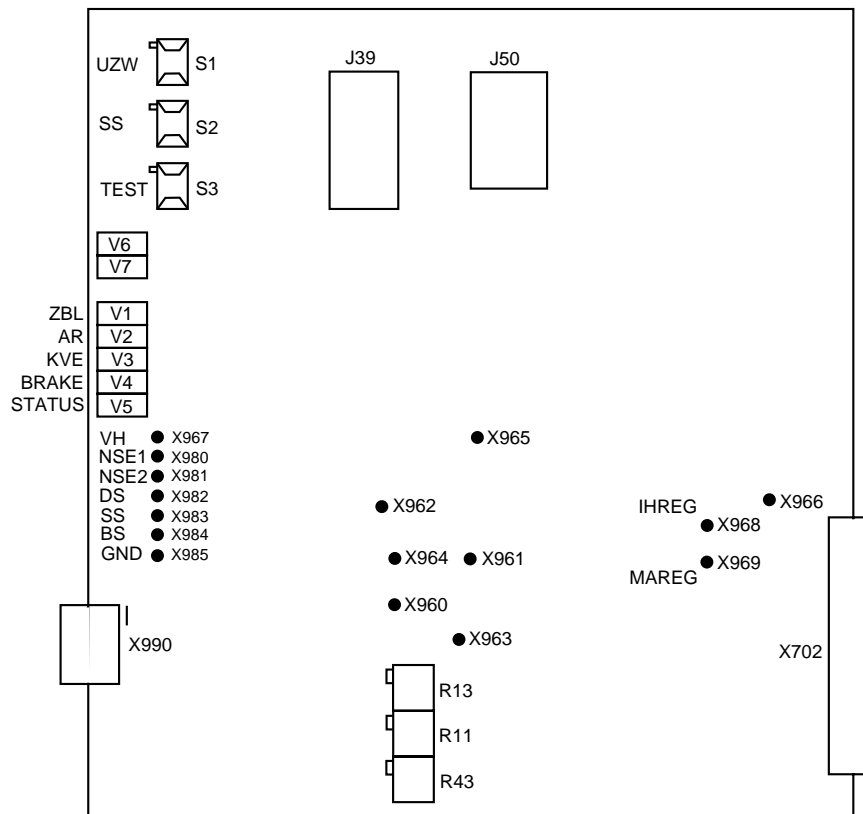 J39 J50
UZW S1
SS S2
TEST S3
V6
V7
ZBL V1
AR V2
KVE V3
BRAKE V4
STATUS V5
VH X967 X965
NSE1 X980
NSE2 X981
DS X982
SS X983
BS X984
GND X985
X962 IHREG X966
X968
X964 X961 X969
MAREG
X960
X963
X990 X702
R13
R11
R43